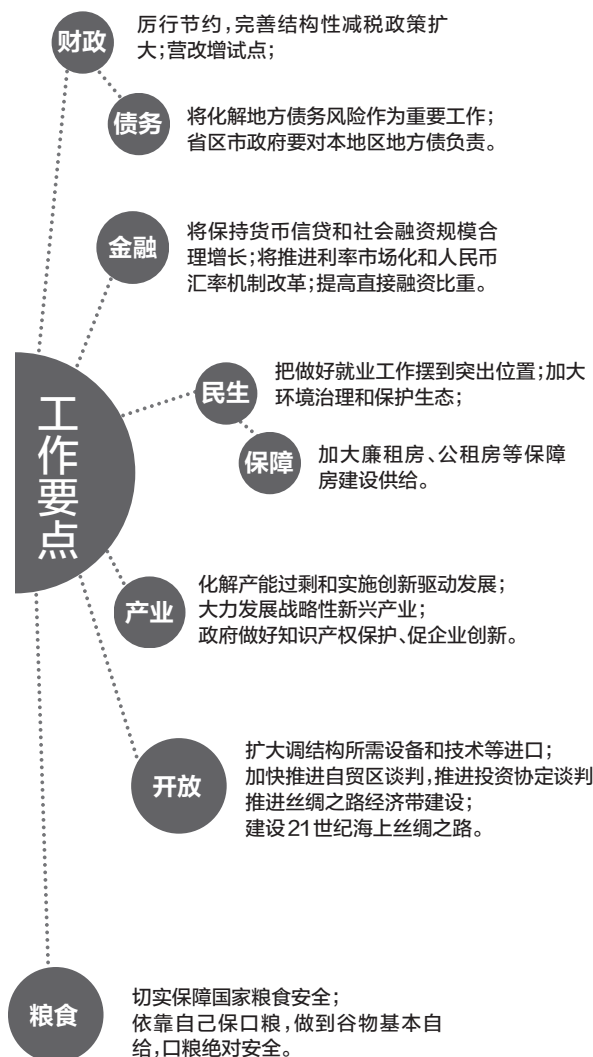 财政
厉行节约,完善结构性减税政策扩
大;营改增试点;
债务
将化解地方债务风险作为重要工作;
省区市政府要对本地区地方债负责。
金融
将保持货币信贷和社会融资规模合
理增长;将推进利率市场化和人民币
汇率机制改革;提高直接融资比重。
工作要点
民生
把做好就业工作摆到突出位置;加大
环境治理和保护生态;
保障
加大廉租房、公租房等保障
房建设供给。
产业
化解产能过剩和实施创新驱动发展;
大力发展战略性新兴产业;
政府做好知识产权保护、促企业创新。
开放
扩大调结构所需设备和技术等进口;
加快推进自贸区谈判,推进投资协定谈判
推进丝绸之路经济带建设;
建设21世纪海上丝绸之路。
粮食
切实保障国家粮食安全;
依靠自己保口粮,做到谷物基本自
给,口粮绝对安全。